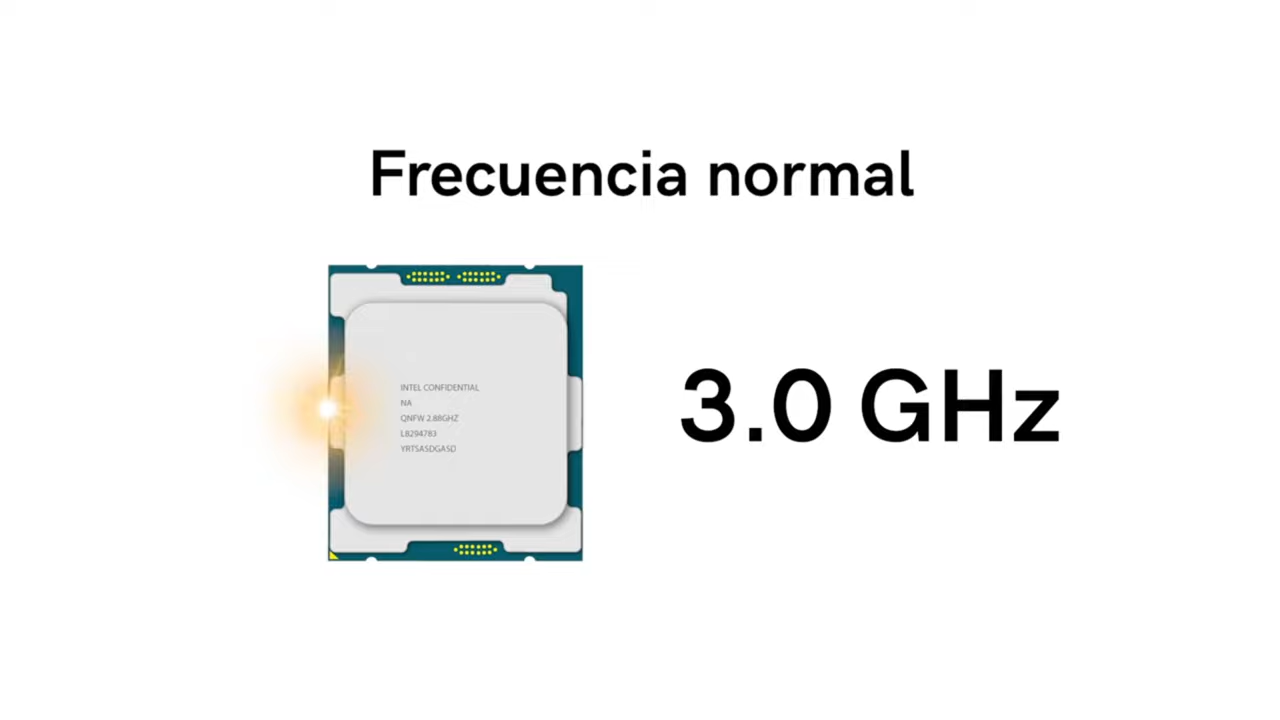 Frecuencia normal
INTEL CONFIDENTIAL
NA
QNFW 2.88GHZ
L8294783
YRTSASDGASD
3.0 GHz